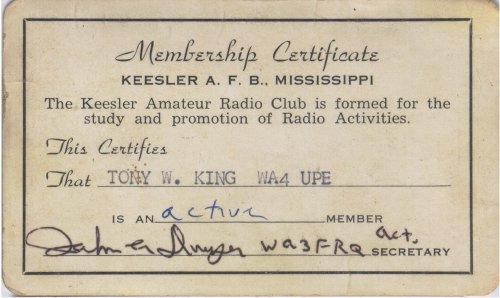 Membership Certificate
KEESLER A. F. B., MISSISSIPPI
The Keesler Amateur Radio Club is formed for the
study and promotion of Radio Activities.
This Certifies
That TONY W. KING WA4 UPE
IS AN active MEMBER
WA3FRQ act. SECRETARY